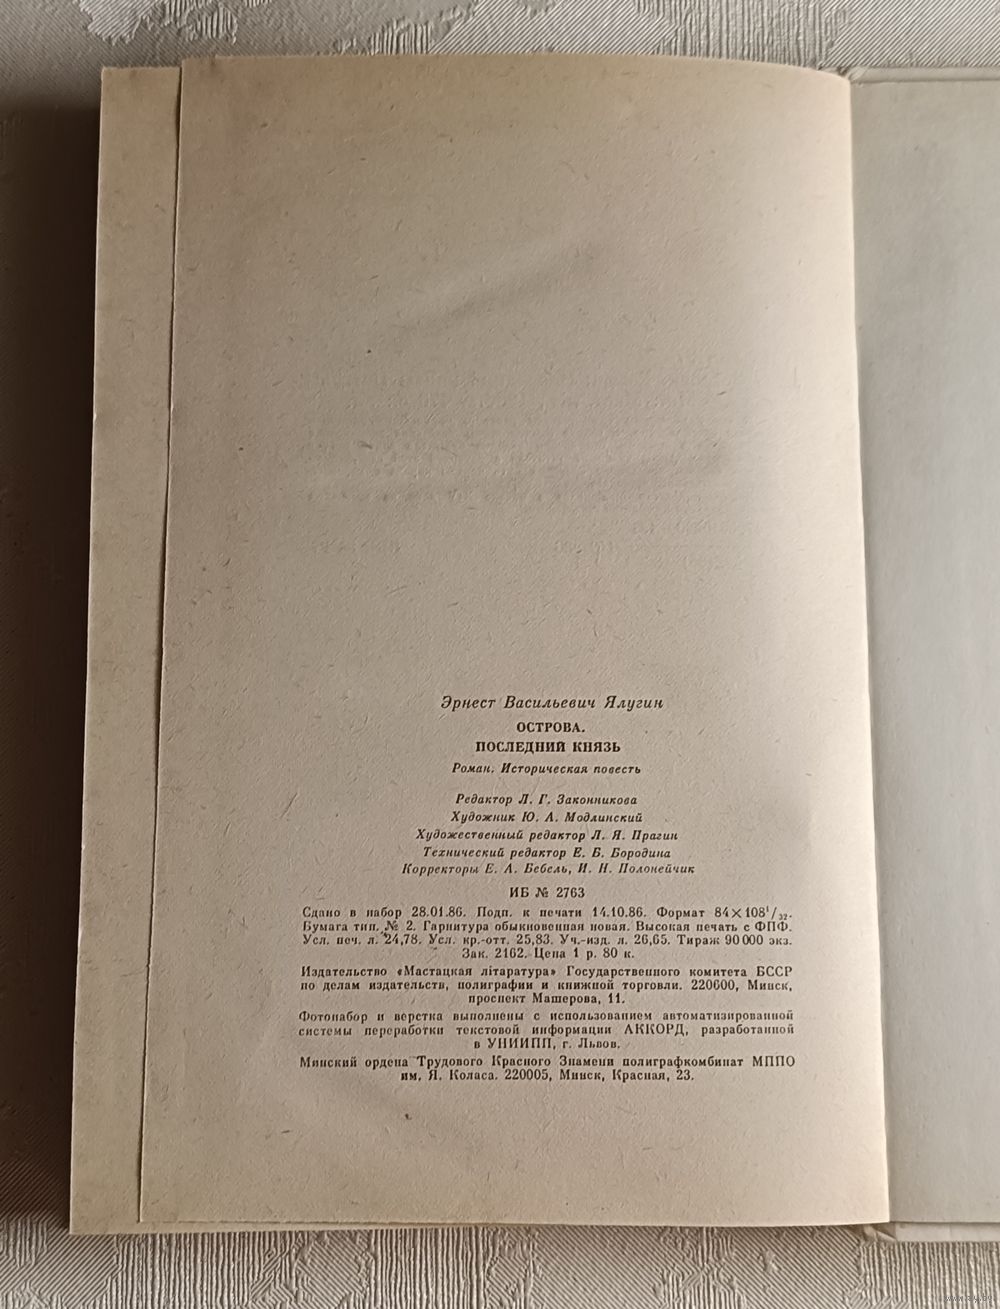 Эрнест Васильевич Ялугин
ОСТРОВА.
ПОСЛЕДНИЙ КНЯЗЬ
Роман. Историческая повесть
Редактор Л. Г. Законникова
Художник Ю. А. Модлинский
Художественный редактор Л. Я. Прагин
Технический редактор Е. Б. Бородина
Корректоры Е. А. Бебель, И. Н. Полонейчик
ИБ № 2763
Сдано в набор 28.01.86. Подп. к печати 14.10.86. Формат 84×108¹/₃₂.
Бумага тип. № 2. Гарнитура обыкновенная новая. Высокая печать с ФПФ.
Усл. печ. л. 24,78. Усл. кр.-отт. 25,83. Уч.-изд. л. 26,65. Тираж 90 000 экз.
Зак. 2162. Цена 1 р. 80 к.
Издательство «Мастацкая літаратура» Государственного комитета БССР
по делам издательств, полиграфии и книжной торговли. 220600, Минск,
проспект Машерова, 11.
Фотонабор и верстка выполнены с использованием автоматизированной
системы переработки текстовой информации АККОРД, разработанной
в УНИИПП, г. Львов.
Минский ордена Трудового Красного Знамени полиграфкомбинат МППО
им. Я. Коласа. 220005, Минск, Красная, 23.